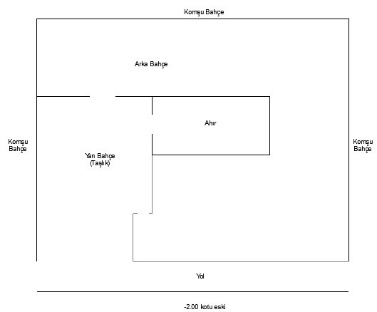 Komşu Bahçe
Arka Bahçe
Ahır
Komşu
Bahçe
Komşu
Bahçe
Yan Bahçe
(Taşlık)
Yol
-2.00 kotu eski